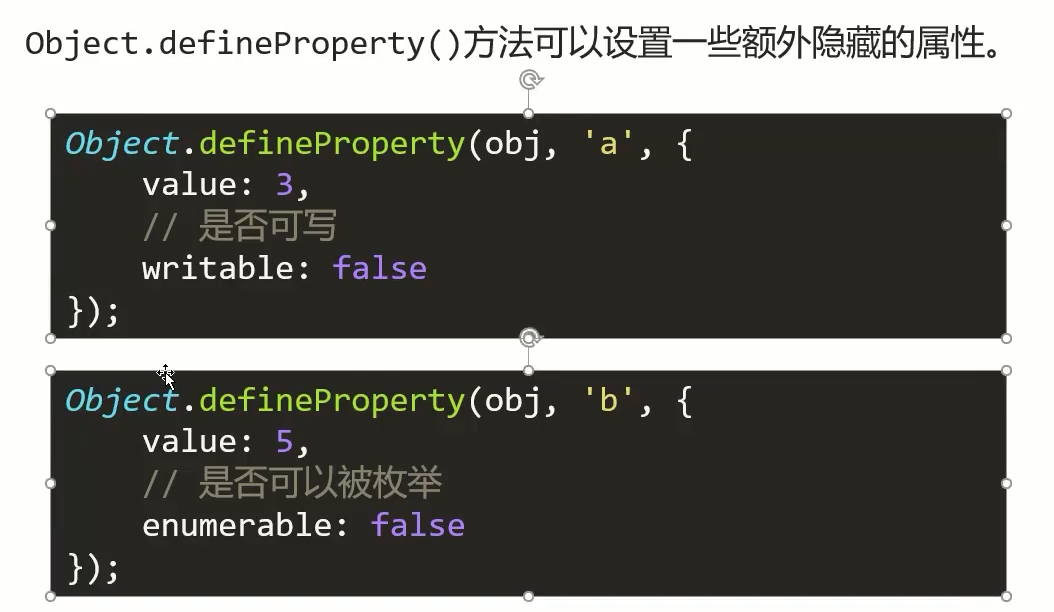 Object.defineProperty()方法可以设置一些额外隐藏的属性。
Object.defineProperty(obj, 'a', {
    value: 3,
    // 是否可写
    writable: false
});
Object.defineProperty(obj, 'b', {
    value: 5,
    // 是否可以被枚举
    enumerable: false
});